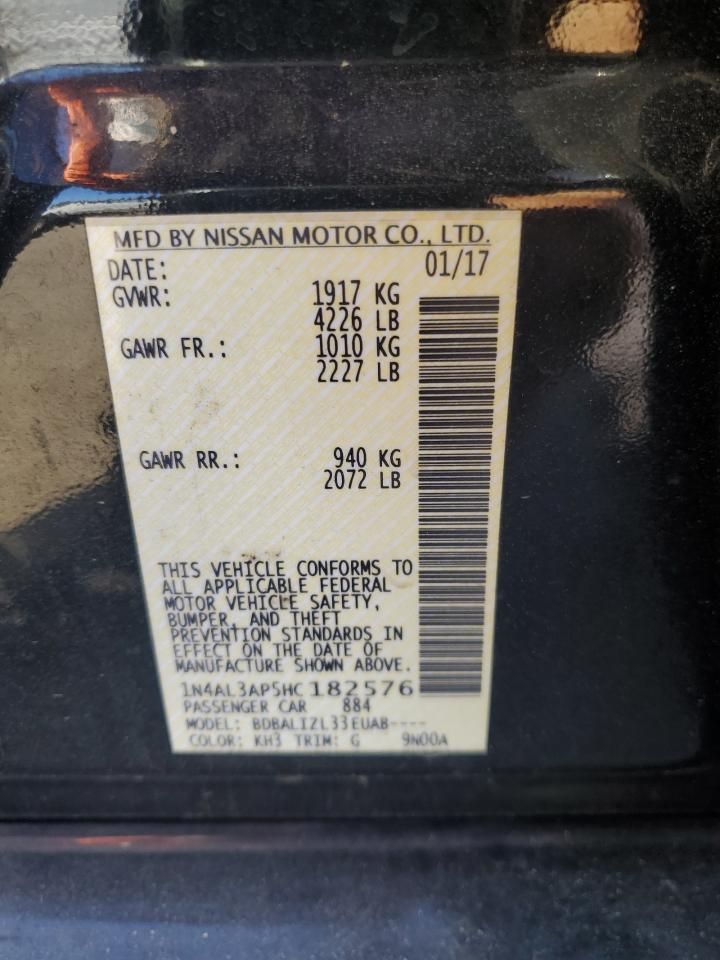 MFD BY NISSAN MOTOR CO., LTD.
DATE: 01/17
GVWR: 1917 KG
4226 LB
GAWR FR.: 1010 KG
2227 LB
GAWR RR.: 940 KG
2072 LB
THIS VEHICLE CONFORMS TO
ALL APPLICABLE FEDERAL
MOTOR VEHICLE SAFETY,
BUMPER, AND THEFT
PREVENTION STANDARDS IN
EFFECT ON THE DATE OF
MANUFACTURE SHOWN ABOVE.
1N4AL3AP5HC182576
PASSENGER CAR 884
MODEL: BDBALIZL33EUAB----
COLOR: KH3 TRIM: G 9N00A